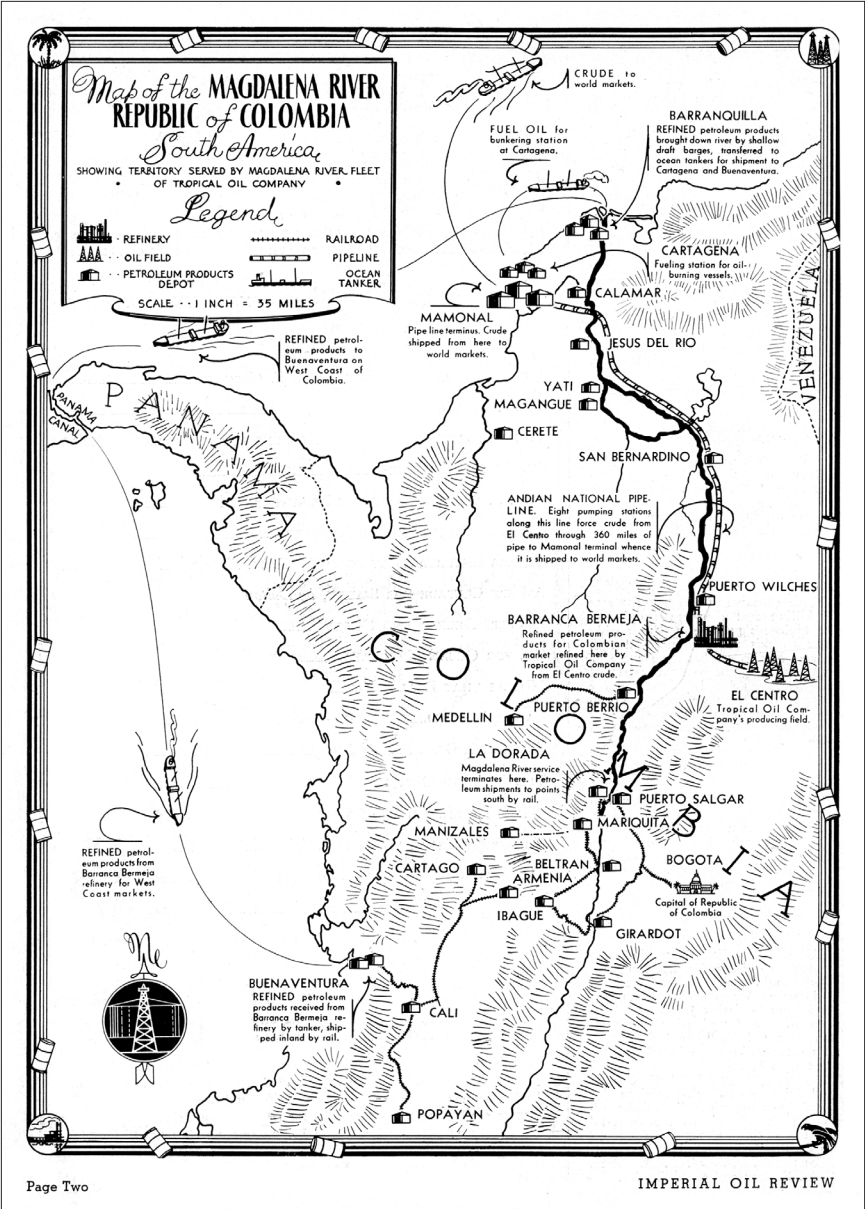 Map of the MAGDALENA RIVER
REPUBLIC of COLOMBIA
South America
SHOWING TERRITORY SERVED BY MAGDALENA RIVER FLEET
• OF TROPICAL OIL COMPANY •
Legend
· REFINERY
RAILROAD
·· OIL FIELD
PIPELINE
·· PETROLEUM PRODUCTS
DEPOT
OCEAN
TANKER
SCALE ·· 1 INCH = 35 MILES
CRUDE to
world markets.
FUEL OIL for
bunkering station
at Cartagena.
BARRANQUILLA
REFINED petroleum products
brought down river by shallow
draft barges, transferred to
ocean tankers for shipment to
Cartagena and Buenaventura.
CARTAGENA
Fueling station for oil-
burning vessels.
CALAMAR
MAMONAL
Pipe line terminus. Crude
shipped from here to
world markets.
VENEZUELA
REFINED petrol-
eum products to
Buenaventura on
West Coast of
Colombia.
JESUS DEL RIO
PANAMA
CANAL
PANAMA
YATI
MAGANGUE
CERETE
SAN BERNARDINO
ANDIAN NATIONAL PIPE-
LINE. Eight pumping stations
along this line force crude from
El Centro through 360 miles of
pipe to Mamonal terminal whence
it is shipped to world markets.
PUERTO WILCHES
BARRANCA BERMEJA
Refined petroleum pro-
ducts for Colombian
market refined here by
Tropical Oil Company
from El Centro crude.
COLOMBIA
EL CENTRO
Tropical Oil Com-
pany's producing field.
MEDELLIN
PUERTO BERRIO
LA DORADA
Magdalena River service
terminates here. Petro-
leum shipments to points
south by rail.
PUERTO SALGAR
MANIZALES
MARIQUITA
REFINED petrol-
eum products from
Barranca Bermeja
refinery for West
Coast markets.
CARTAGO
BELTRAN
ARMENIA
BOGOTA
Capital of Republic
of Colombia
IBAGUE
GIRARDOT
BUENAVENTURA
REFINED petroleum
products received from
Barranca Bermeja re-
finery by tanker, ship-
ped inland by rail.
CALI
POPAYAN
Page Two
IMPERIAL OIL REVIEW